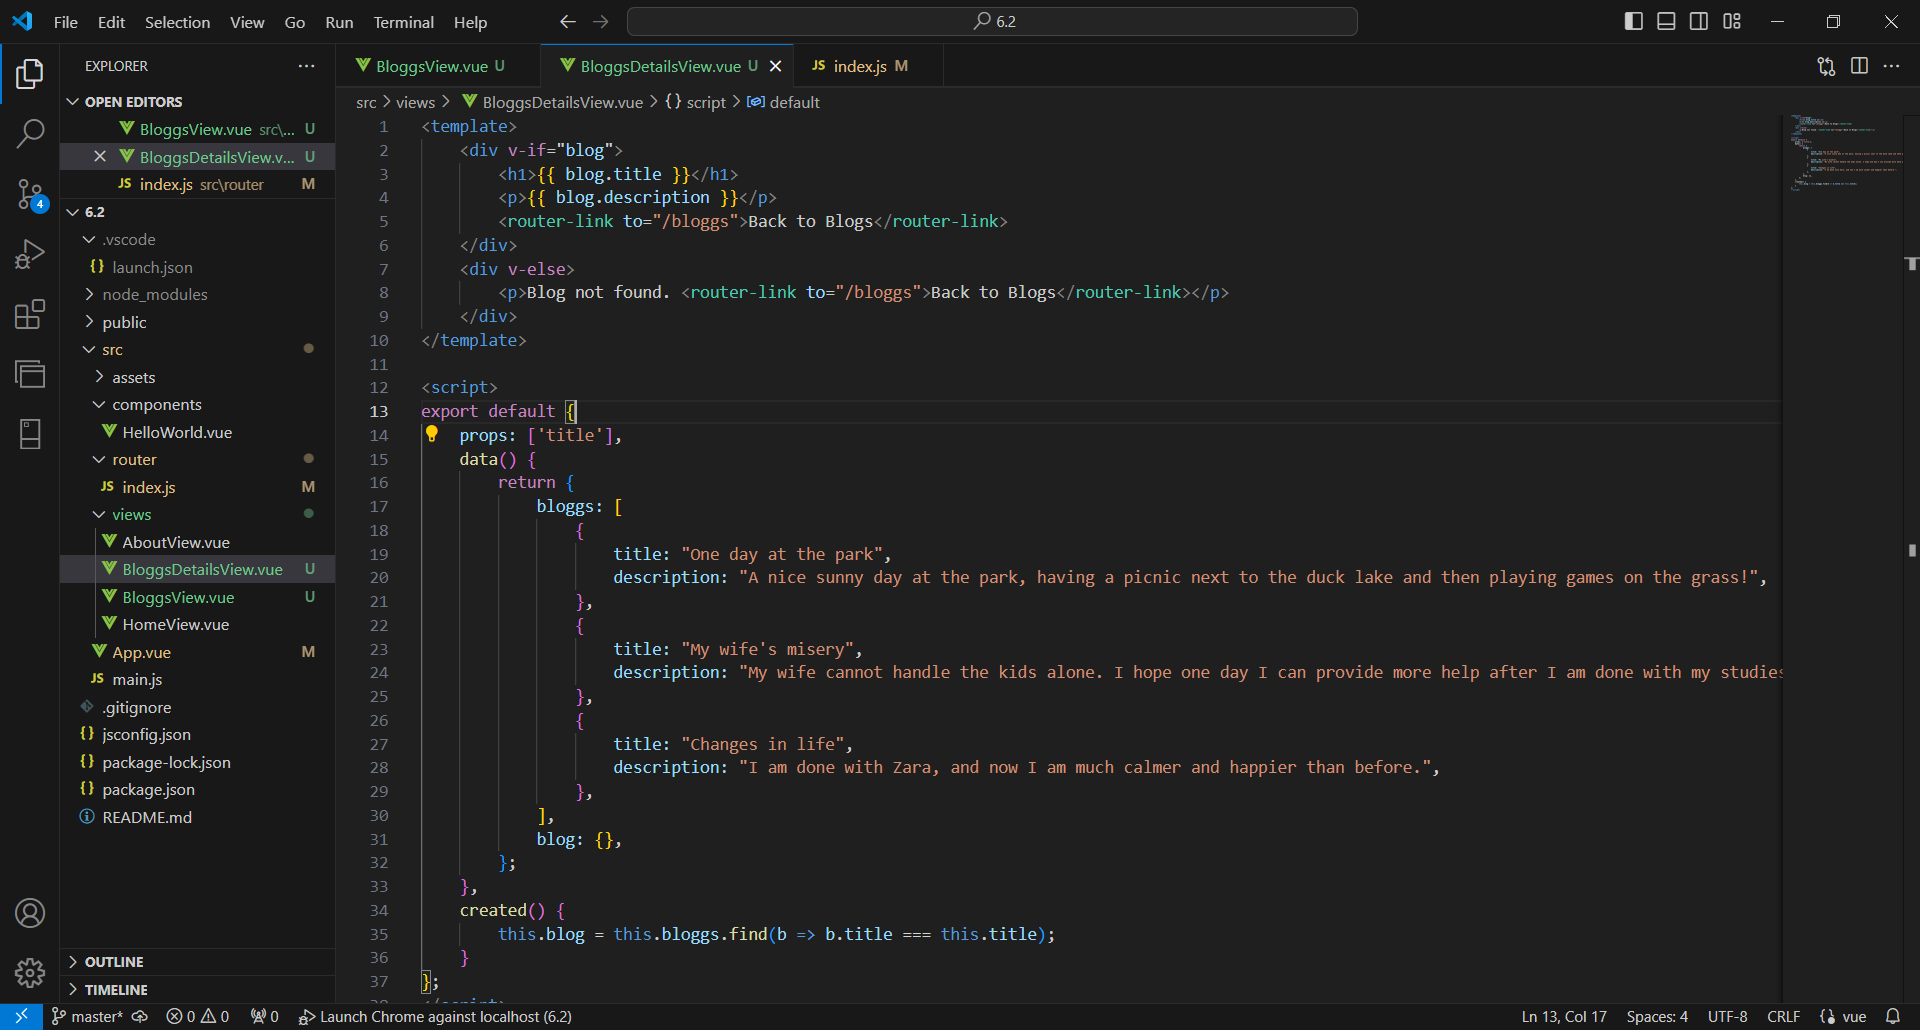 File Edit Selection View Go Run Terminal Help
6.2
EXPLORER
OPEN EDITORS
BloggsView.vue src\... U
BloggsDetailsView.v... U
JS index.js src\router M
6.2
.vscode
{} launch.json
node_modules
public
src
assets
components
HelloWorld.vue
router
JS index.js M
views
AboutView.vue
BloggsDetailsView.vue U
BloggsView.vue U
HomeView.vue
App.vue M
JS main.js
.gitignore
{} jsconfig.json
{} package-lock.json
{} package.json
README.md
OUTLINE
TIMELINE
4
BloggsView.vue U
BloggsDetailsView.vue U
JS index.js M
src > views > BloggsDetailsView.vue > {} script > default
1 <template>
2 <div v-if="blog">
3 <h1>{{ blog.title }}</h1>
4 <p>{{ blog.description }}</p>
5 <router-link to="/bloggs">Back to Blogs</router-link>
6 </div>
7 <div v-else>
8 <p>Blog not found. <router-link to="/bloggs">Back to Blogs</router-link></p>
9 </div>
10 </template>
11
12 <script>
13 export default {
14 props: ['title'],
15 data() {
16 return {
17 bloggs: [
18 {
19 title: "One day at the park",
20 description: "A nice sunny day at the park, having a picnic next to the duck lake and then playing games on the grass!",
21 },
22 {
23 title: "My wife's misery",
24 description: "My wife cannot handle the kids alone. I hope one day I can provide more help after I am done with my studies
25 },
26 {
27 title: "Changes in life",
28 description: "I am done with Zara, and now I am much calmer and happier than before.",
29 },
30 ],
31 blog: {},
32 };
33 },
34 created() {
35 this.blog = this.bloggs.find(b => b.title === this.title);
36 }
37 };
master* 0 0 0 Launch Chrome against localhost (6.2)
Ln 13, Col 17 Spaces: 4 UTF-8 CRLF {} vue